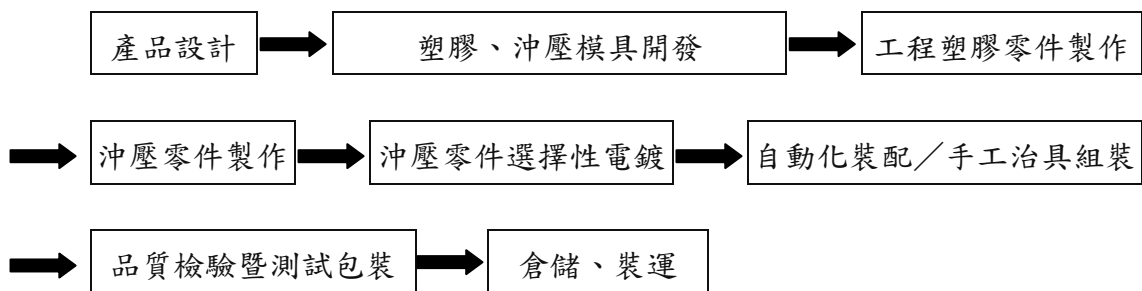 產品設計 塑膠、沖壓模具開發 工程塑膠零件製作
沖壓零件製作 沖壓零件選擇性電鍍 自動化裝配／手工治具組裝
品質檢驗暨測試包裝 倉儲、裝運